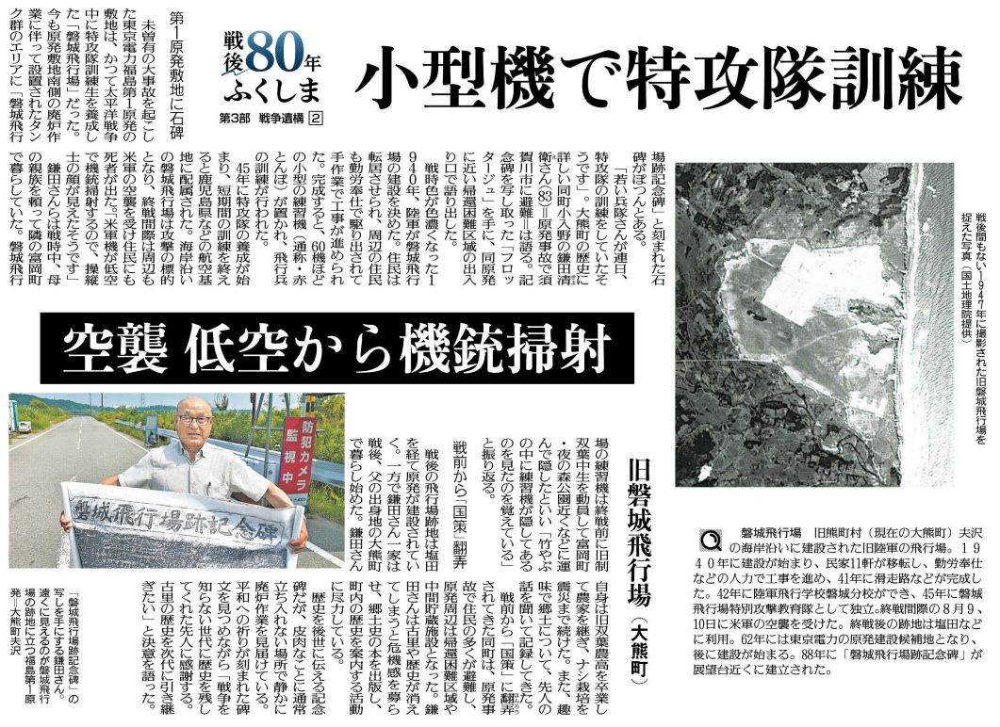 小型機で特攻隊訓練
戦後80年
ふくしま
第3部 戦争遺構 2
第1原発敷地に石碑
未曽有の大事故を起こし
た東京電力福島第1原発の
敷地は、かつて太平洋戦争
中に特攻隊訓練生を養成し
た「磐城飛行場」だった。
今も原発敷地南側の廃炉作
業に伴って設置されたタン
ク群のエリアに「磐城飛行
場跡記念碑」と刻まれた石
碑がぽつんとある。
「若い兵隊さんが連日、
特攻隊の訓練をしていたそ
うです」。大熊町の歴史に
詳しい同町小入野の鎌田清
衛さん(83)＝原発事故で須
賀川市に避難＝は語る。記
念碑を写し取った「フロッ
タージュ」を手に、同原発
に近い帰還困難区域の出入
り口で語り出した。
戦時色が色濃くなった1
940年、陸軍が磐城飛行
場の建設を決めた。住民は
転居させられ、周辺の住民
も勤労奉仕で駆り出されて
手作業で工事が進められ
た。完成すると、60機ほど
の小型の練習機（通称・赤
とんぼ）が置かれ、飛行兵
の訓練が行われた。
45年に特攻隊の養成が始
まり、短期間の訓練を終え
ると鹿児島県などの航空基
地に配属された。海岸沿い
の磐城飛行場は攻撃の標的
となり、終戦間際は周辺も
米軍の空襲を受け住民にも
死者が出た。「米軍機が低空
で機銃掃射するので、操縦
士の顔が見えたそうです」
鎌田さんらは戦時中、母
の親族を頼って隣の富岡町
で暮らしていた。磐城飛行
戦後間もない1947年に撮影された旧磐城飛行場を
捉えた写真（国土地理院提供）
空襲 低空から機銃掃射
旧磐城飛行場（大熊町）
場の練習機は終戦前に旧制
双葉中生を動員して富岡町
・夜の森公園近くなどに運
んで隠したといい「竹やぶ
の中に練習機が隠してある
のを見たのを覚えている」
と振り返る。
戦前から「国策」翻弄
戦後の飛行場跡地は塩田
を経て原発が建設されてい
く。一方で鎌田さん一家は
戦後、父の出身地の大熊町
で暮らし始めた。鎌田さん
自身は旧双葉農高を卒業し
て農家を継ぎ、ナシ栽培を
震災まで続けた。また、趣
味で郷土について、先人の
話を聞いて記録してきた。
戦前から「国策」に翻弄(ほんろう)
されてきた同町は、原発事
故で住民の多くが避難し、
原発周辺は帰還困難区域や
中間貯蔵施設となった。鎌
田さんは古里や歴史が消え
てしまうと危機感を募ら
せ、郷土史の本を出版し、
町内の歴史を案内する活動
に尽力している。
歴史を後世に伝える記念
碑だが、皮肉なことに通常
立ち入れない場所で静かに
廃炉作業を見届けている。
平和への祈りが刻まれた碑
文を見つめながら「戦争を
知らない世代に歴史を残し
てくれた先人に感謝する。
古里の歴史を次代に引き継
ぎたい」と決意を語った。
防犯カメラ
監視中
磐城飛行場跡記念碑
「磐城飛行場跡記念碑」の
写しを手にする鎌田さん。
遠くに見えるのが磐城飛行
場の跡地に立つ福島第1原
発＝大熊町夫沢
磐城飛行場　旧熊町村（現在の大熊町）夫沢
の海岸沿いに建設された旧陸軍の飛行場。19
40年に建設が始まり、民家11軒が移転し、勤労奉仕
などの人力で工事を進め、41年に滑走路などが完成し
た。42年に陸軍飛行学校磐城分校ができ、45年に磐城
飛行場特別攻撃教育隊として独立。終戦間際の8月9、
10日に米軍の空襲を受けた。終戦後の跡地は塩田など
に利用。62年には東京電力の原発建設候補地となり、
後に建設が始まる。88年に「磐城飛行場跡記念碑」が
展望台近くに建立された。